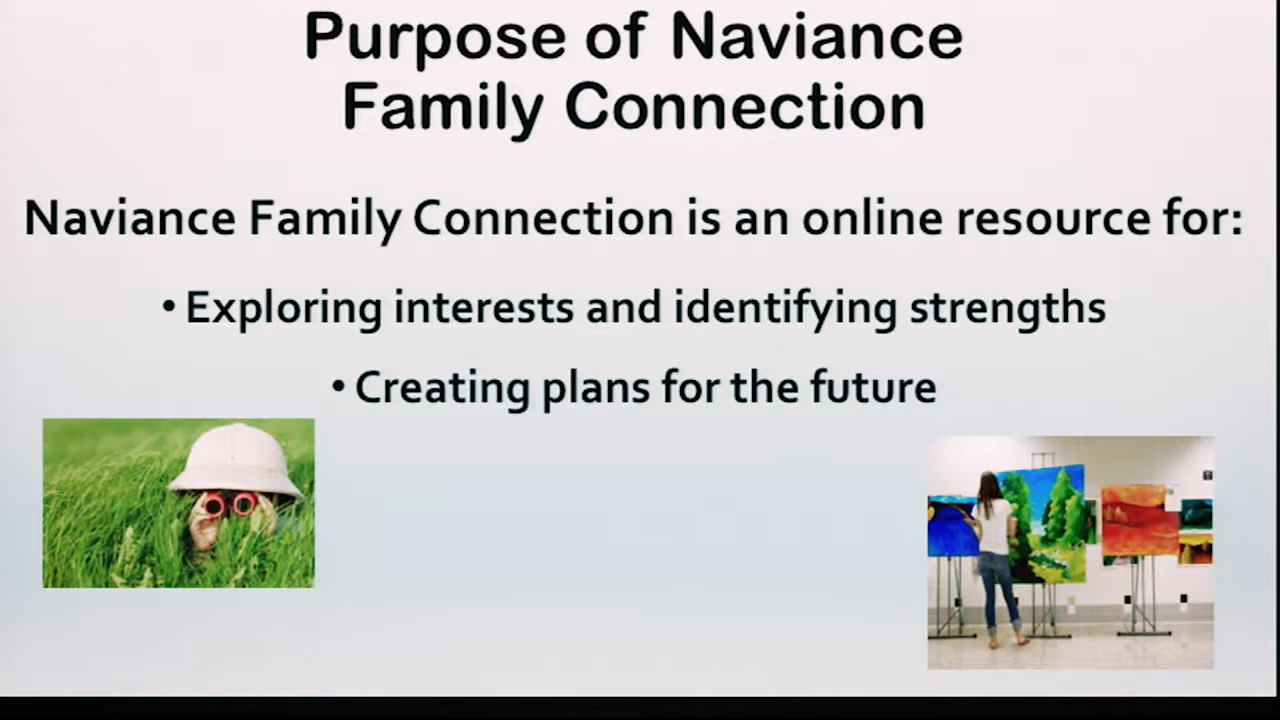 Purpose of Naviance
Family Connection
Naviance Family Connection is an online resource for:
• Exploring interests and identifying strengths
• Creating plans for the future